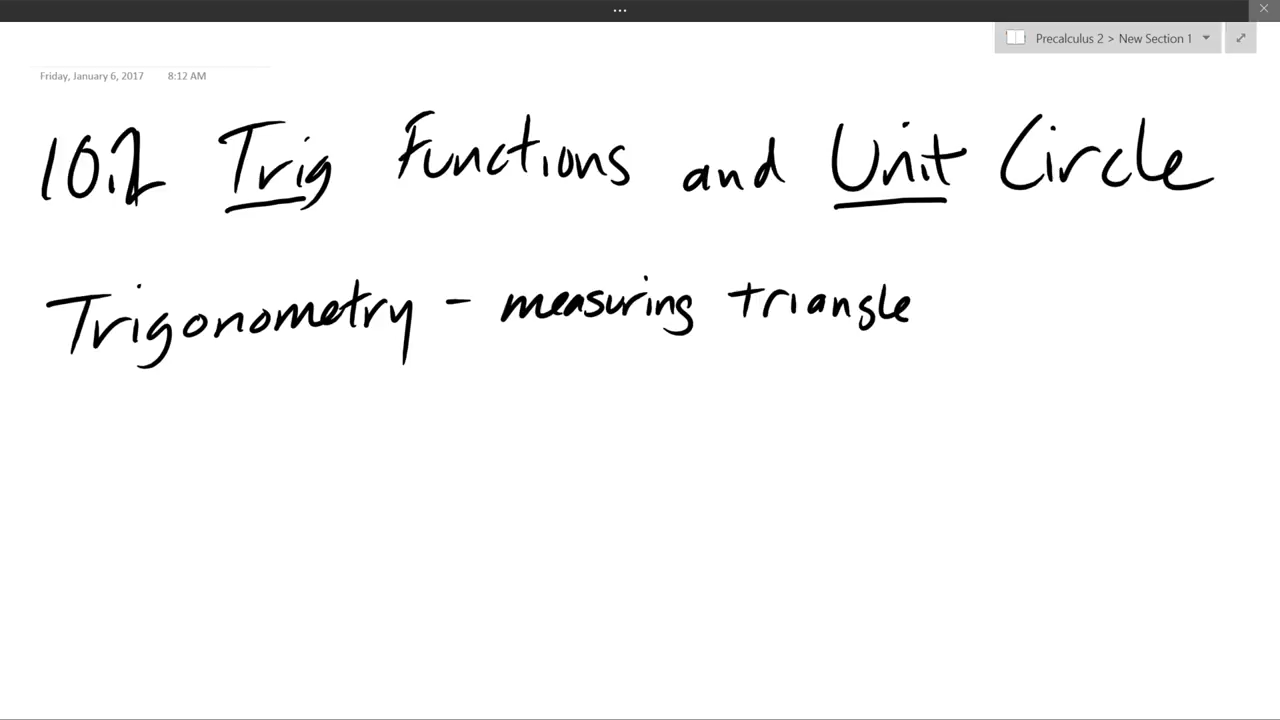 ...
Precalculus 2 > New Section 1
Friday, January 6, 2017 8:12 AM
10.2 Trig Functions and Unit Circle
Trigonometry - measuring triangle